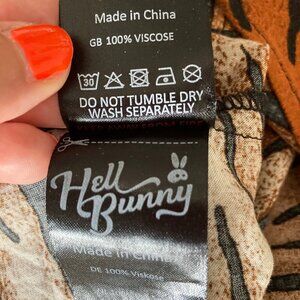 Made in China
GB 100% VISCOSE
30
DO NOT TUMBLE DRY
WASH SEPARATELY
Hell
Bunny
Made in China
DE 100% Viskose